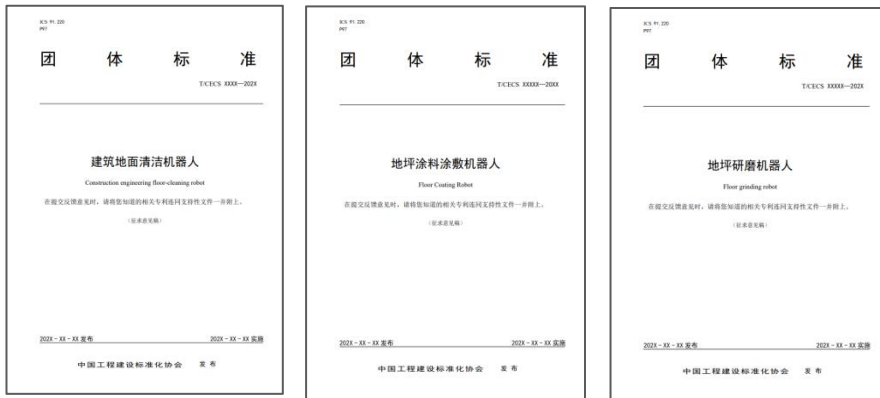 ICS 91.220
P97
团 体 标 准
T/CECS XXXX—202X
建筑地面清洁机器人
Construction engineering floor-cleaning robot
在提交反馈意见时，请将您知道的相关专利连同支持性文件一并附上。
（征求意见稿）
202X-XX-XX 发布 202X-XX-XX 实施
中国工程建设标准化协会 发 布
ICS 91.220
P97
团 体 标 准
T/CECS XXXXX—20XX
地坪涂料涂敷机器人
Floor Coating Robot
在提交反馈意见时，请将您知道的相关专利连同支持性文件一并附上。
（征求意见稿）
202X-XX-XX 发布 202X-XX-XX 实施
中国工程建设标准化协会 发 布
ICS 91.220
P97
团 体 标 准
T/CECS XXXXX—202X
地坪研磨机器人
Floor grinding robot
在提交反馈意见时，请将您知道的相关专利连同支持性文件一并附上。
（征求意见稿）
202X-XX-XX 发布 202X-XX-XX 实施
中国工程建设标准化协会 发 布